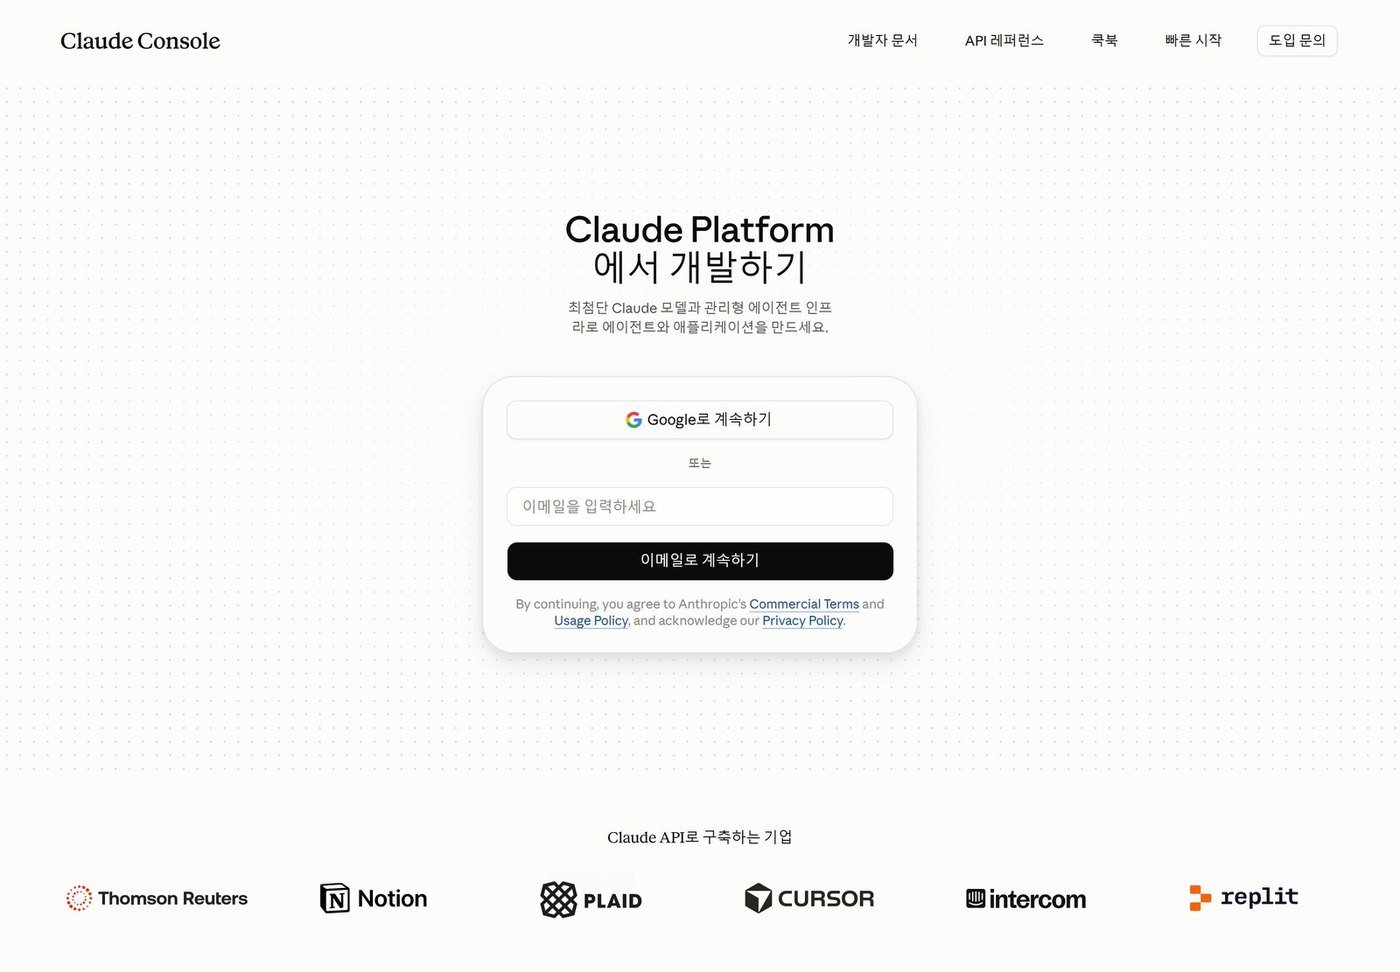 Claude Console
개발자 문서
API 레퍼런스
쿡북
빠른 시작
도입 문의
Claude Platform
에서 개발하기
최첨단 Claude 모델과 관리형 에이전트 인프
라로 에이전트와 애플리케이션을 만드세요.
Google로 계속하기
또는
이메일을 입력하세요
이메일로 계속하기
By continuing, you agree to Anthropic's Commercial Terms and
Usage Policy, and acknowledge our Privacy Policy.
Claude API로 구축하는 기업
Thomson Reuters
Notion
PLAID
CURSOR
intercom
replit